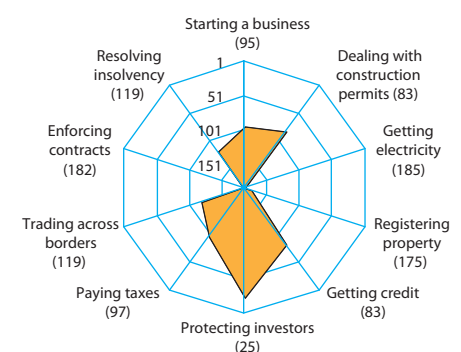 Starting a business
(95)
Dealing with
construction
permits (83)
Getting
electricity
(185)
Registering
property
(175)
Getting credit
(83)
Protecting investors
(25)
Paying taxes
(97)
Trading across
borders
(119)
Enforcing
contracts
(182)
Resolving
insolvency
(119)
1
51
101
151